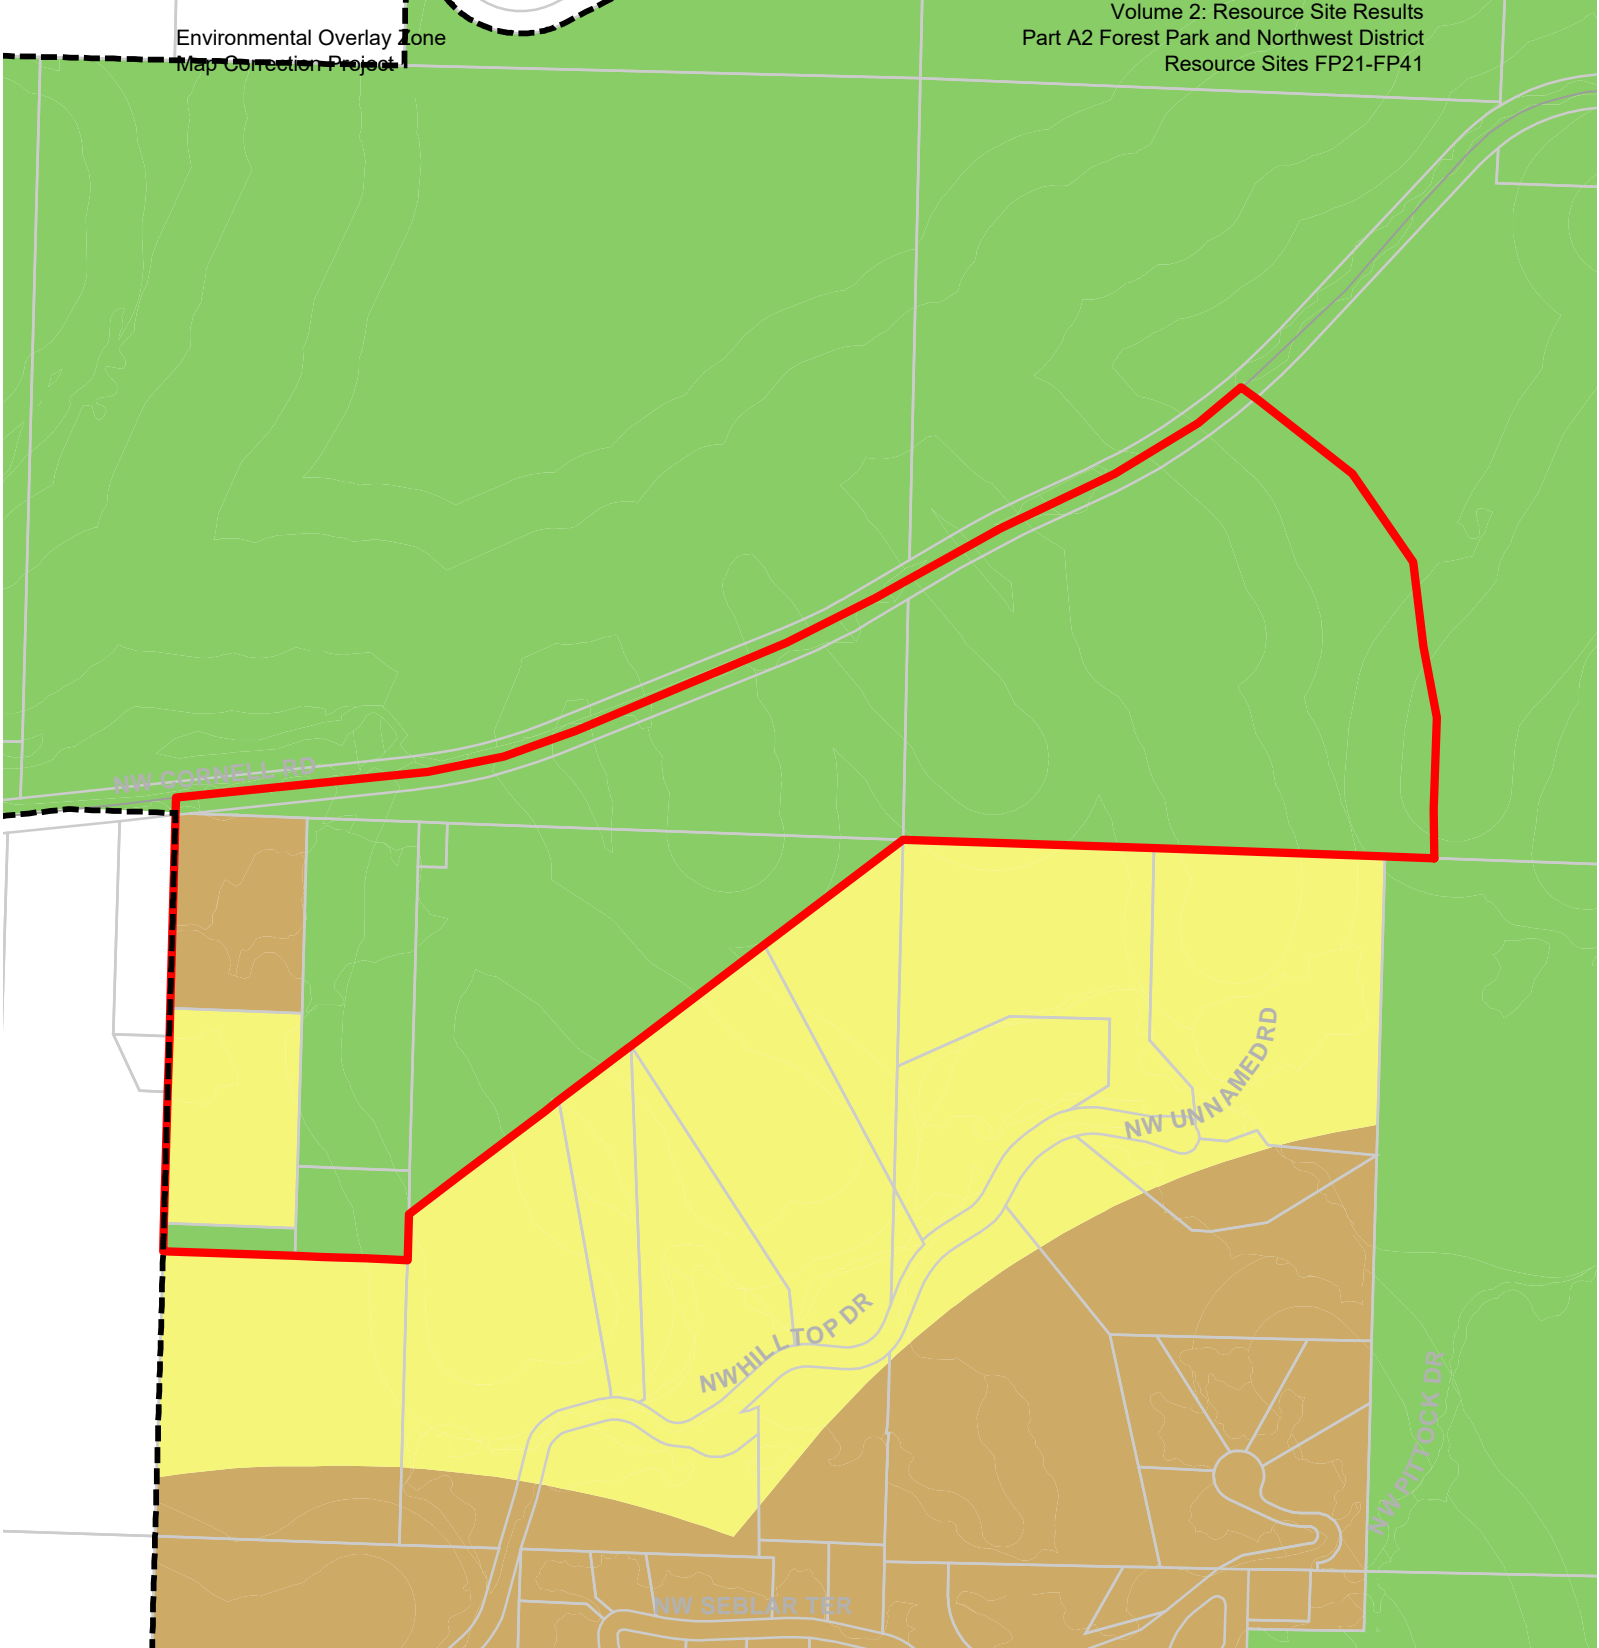 Environmental Overlay Zone
Map Correction Project
Volume 2: Resource Site Results
Part A2 Forest Park and Northwest District
Resource Sites FP21-FP41
NW CORNELL RD
NW UNNAMEDRD
NWHILLTOP DR
NW PITTOCK DR
NW SEBLAR TER